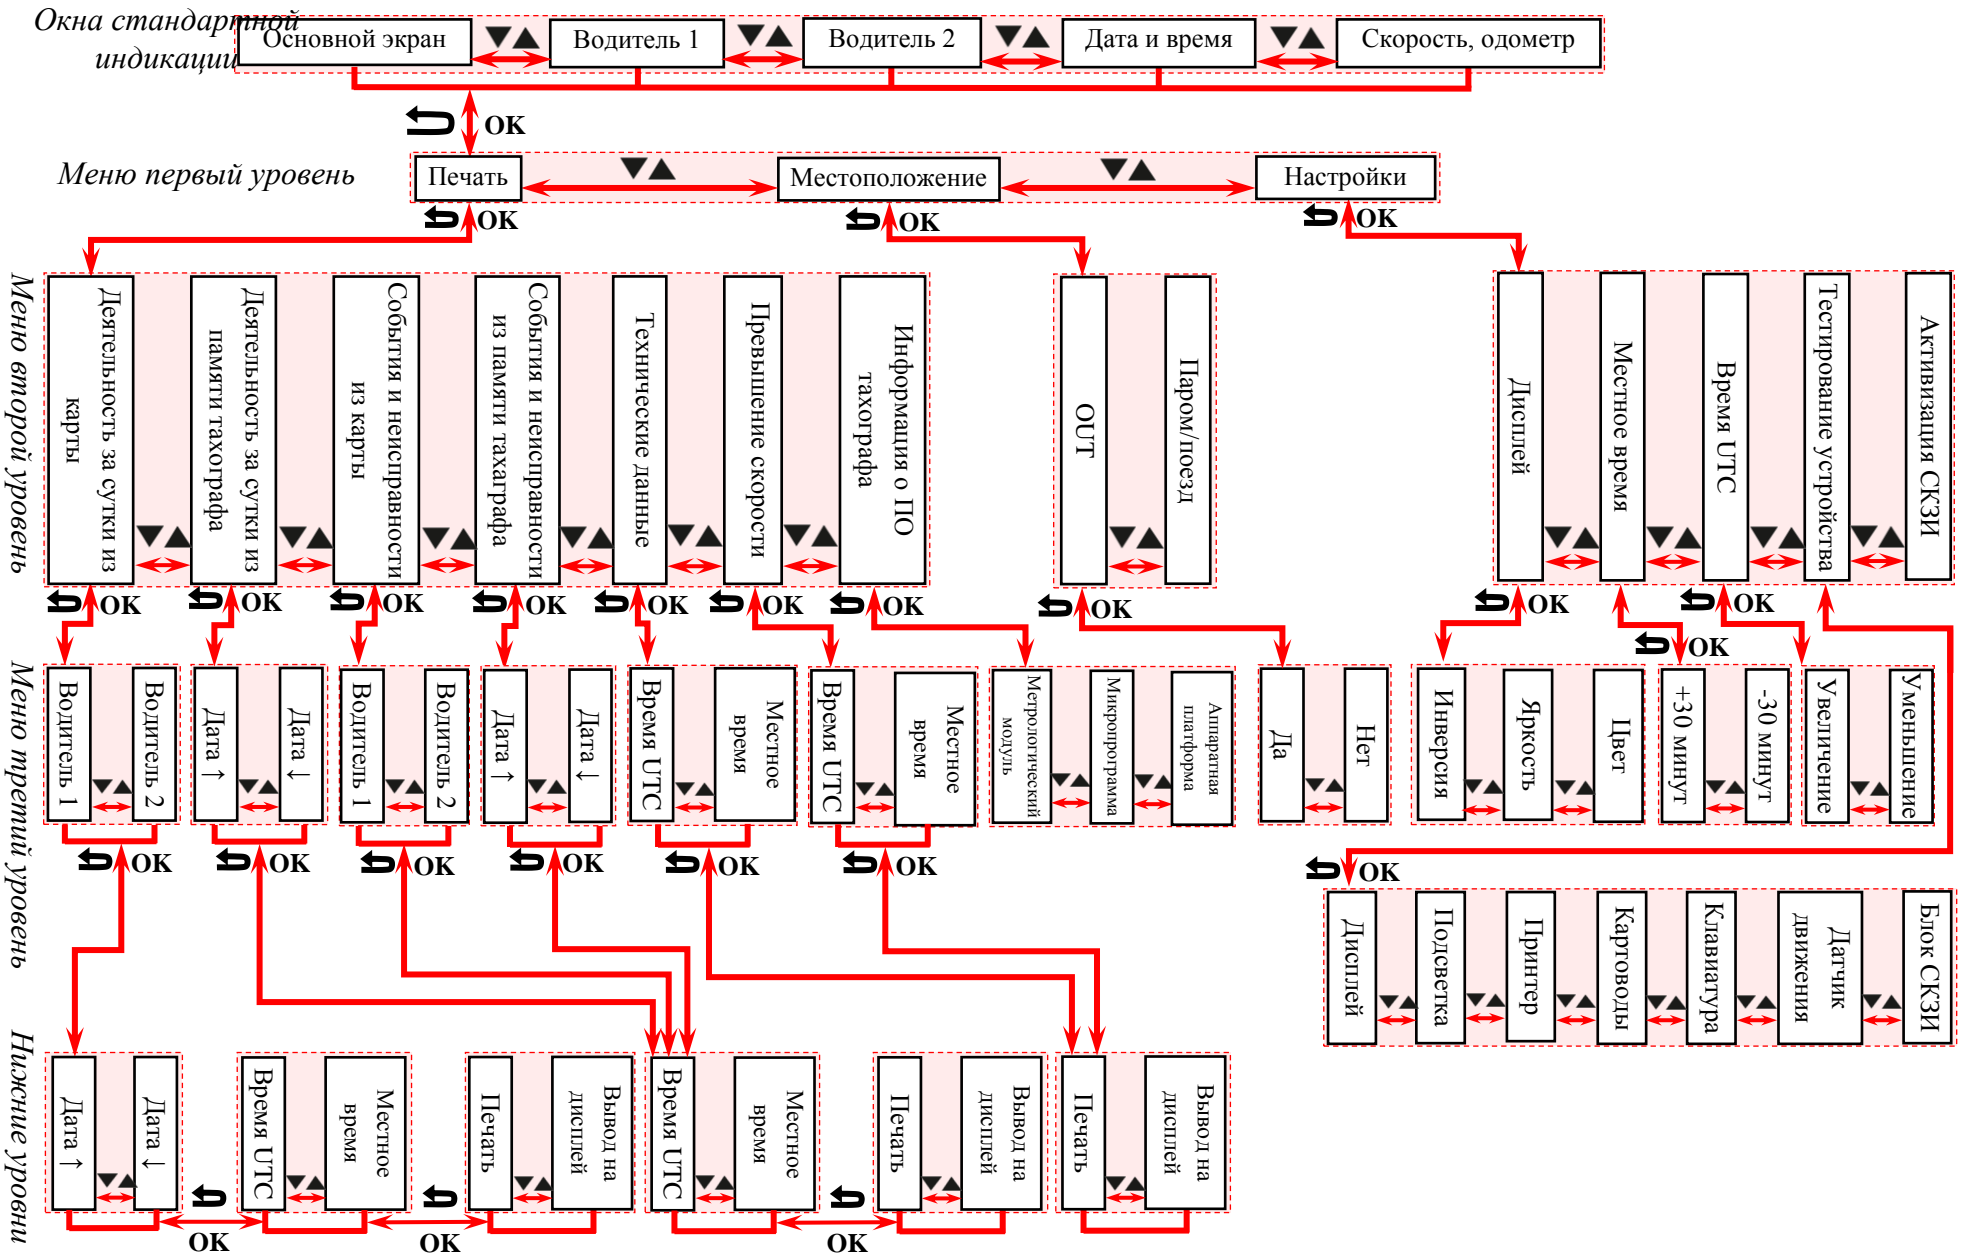 Окна стандартной
индикации
Основной экран
Водитель 1
Водитель 2
Дата и время
Скорость, одометр
OK
Меню первый уровень
Печать
Местоположение
Настройки
OK
OK
OK
Меню второй уровень
Деятельность за сутки из
карты
Деятельность за сутки из
памяти тахографа
События и неисправности
из карты
События и неисправности
из памяти тахаграфа
Технические данные
Превышение скорости
Информация о ПО
тахографа
OUT
Паром/поезд
Дисплей
Местное время
Время UTC
Тестирование устройства
Активизация СКЗИ
OK
OK
OK
OK
OK
OK
OK
OK
OK
OK
OK
Меню третий уровень
Водитель 1
Водитель 2
Дата ↑
Дата ↓
Водитель 1
Водитель 2
Дата ↑
Дата ↓
Время UTC
Местное
время
Время UTC
Местное
время
Метрологический
модуль
Микропрограмма
Аппаратная
платформа
Да
Нет
Инверсия
Яркость
Цвет
+30 минут
-30 минут
Увеличение
Уменьшение
OK
OK
OK
OK
OK
OK
OK
Дисплей
Подсветка
Принтер
Картоводы
Клавиатура
Датчик
движения
Блок СКЗИ
Нижние уровни
Дата ↑
Дата ↓
Время UTC
Местное
время
Печать
Вывод на
дисплей
Время UTC
Местное
время
Печать
Вывод на
дисплей
Печать
Вывод на
дисплей
OK
OK
OK